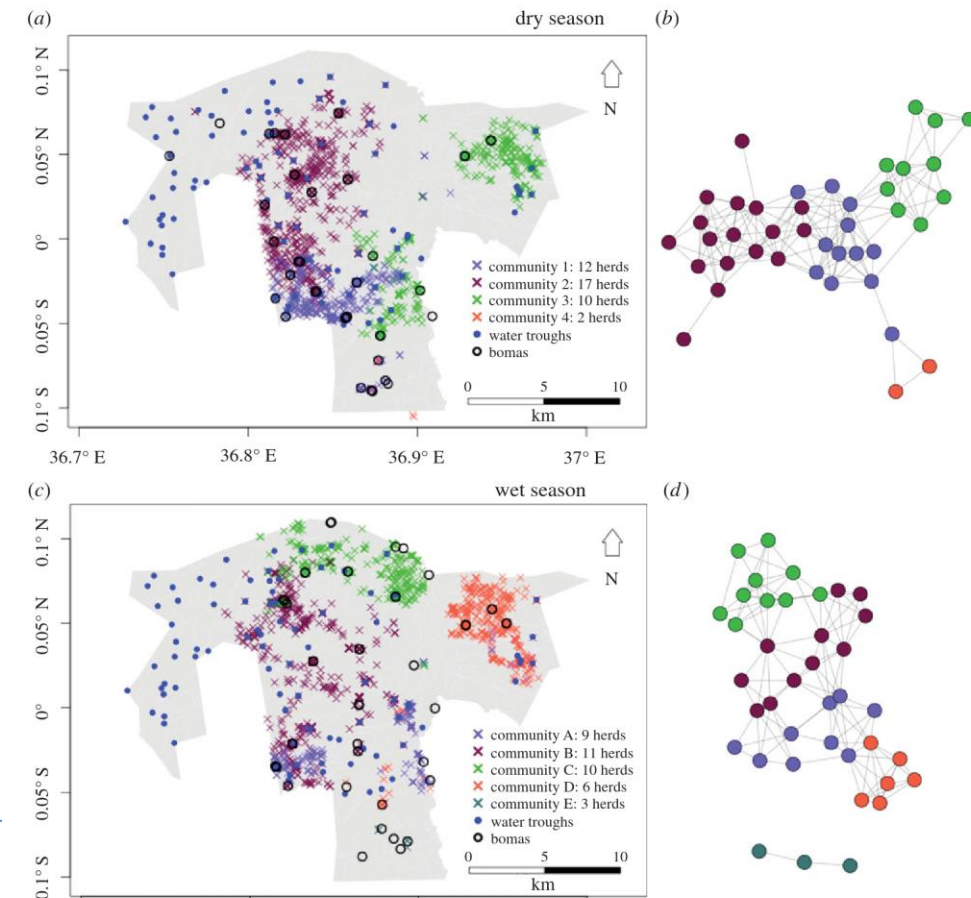 (a)
dry season
(b)
0.1° N
0.05° N
0°
0.05° S
0.1° S
N
community 1: 12 herds
community 2: 17 herds
community 3: 10 herds
community 4: 2 herds
water troughs
bomas
0 5 10
km
36.7° E 36.8° E 36.9° E 37° E
(c)
wet season
(d)
0.1° N
0.05° N
0°
0.05° S
0.1° S
N
community A: 9 herds
community B: 11 herds
community C: 10 herds
community D: 6 herds
community E: 3 herds
water troughs
bomas
0 5 10
km